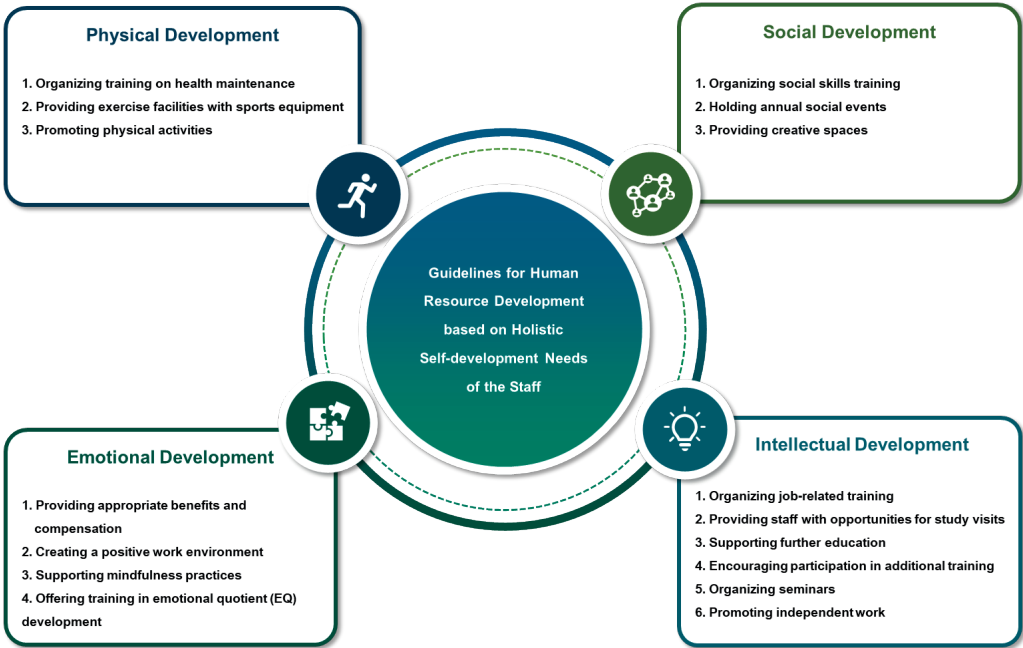 Physical Development
1. Organizing training on health maintenance
2. Providing exercise facilities with sports equipment
3. Promoting physical activities
Social Development
1. Organizing social skills training
2. Holding annual social events
3. Providing creative spaces
Guidelines for Human
Resource Development
based on Holistic
Self-development Needs
of the Staff
Emotional Development
1. Providing appropriate benefits and
compensation
2. Creating a positive work environment
3. Supporting mindfulness practices
4. Offering training in emotional quotient (EQ)
development
Intellectual Development
1. Organizing job-related training
2. Providing staff with opportunities for study visits
3. Supporting further education
4. Encouraging participation in additional training
5. Organizing seminars
6. Promoting independent work